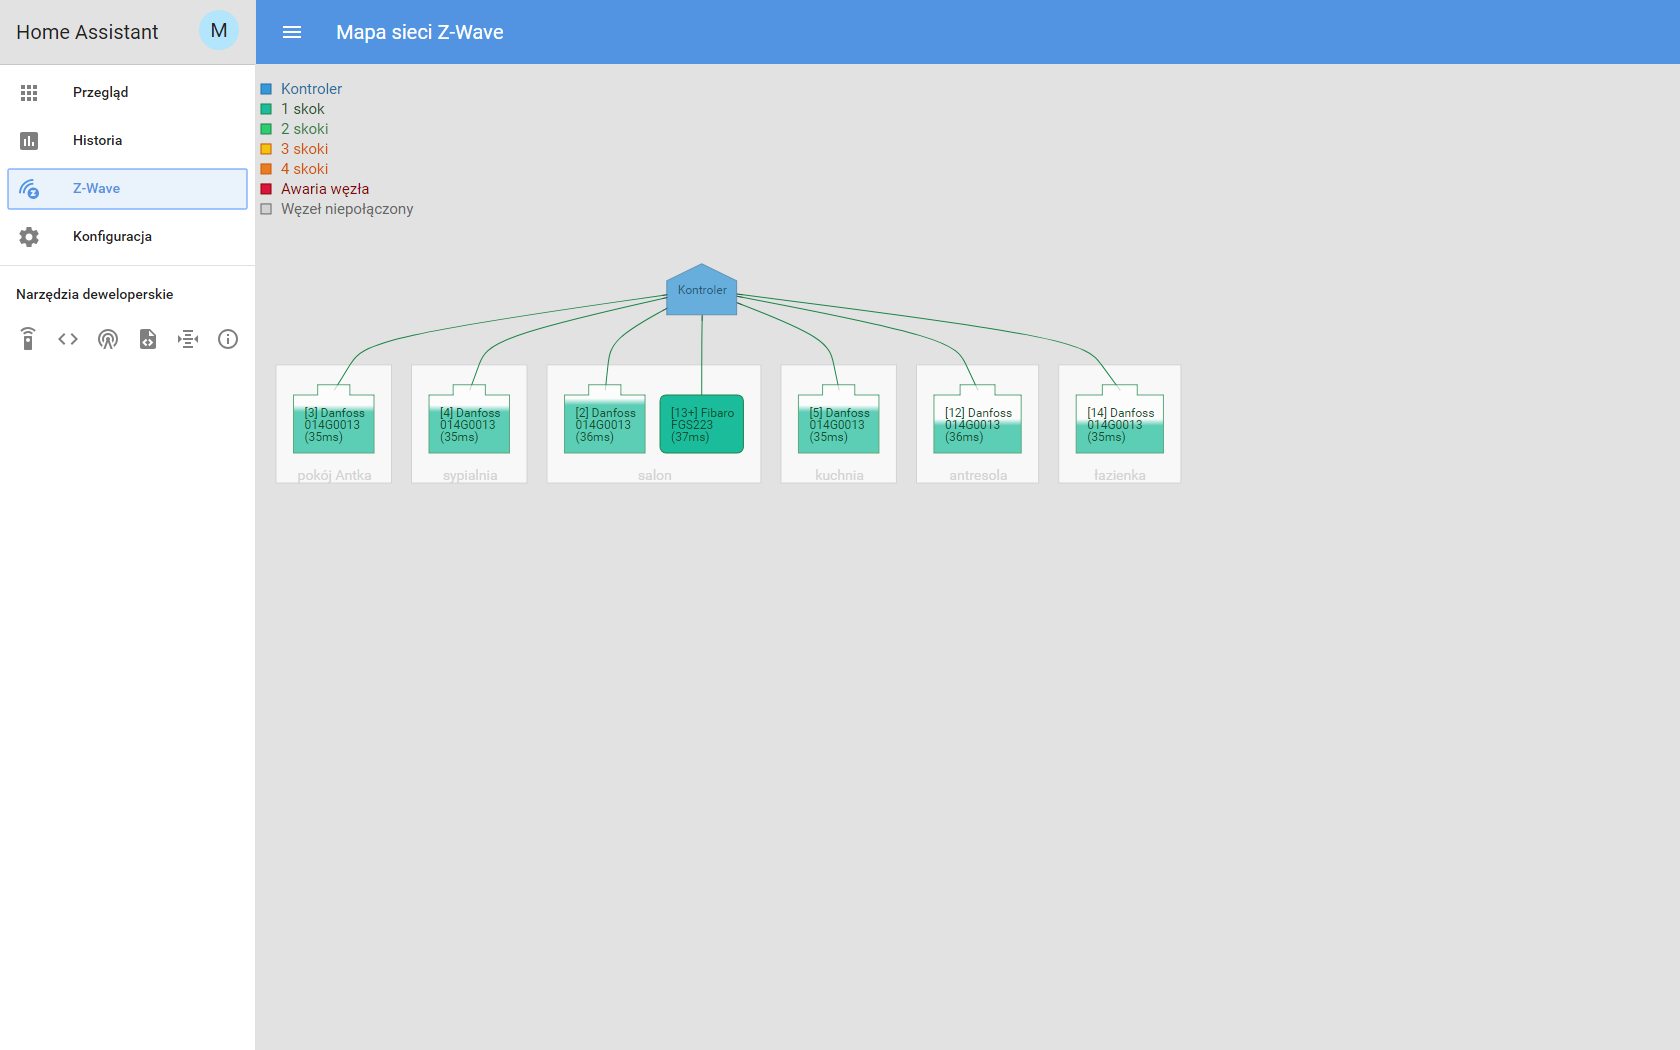 Home Assistant
M
Mapa sieci Z-Wave
Przegląd
Historia
Z-Wave
Konfiguracja
Narzędzia deweloperskie
Kontroler
1 skok
2 skoki
3 skoki
4 skoki
Awaria węzła
Węzeł niepołączony
Kontroler
[3] Danfoss
014G0013
(35ms)
pokój Antka
[4] Danfoss
014G0013
(35ms)
sypialnia
[2] Danfoss
014G0013
(36ms)
[13+] Fibaro
FGS223
(37ms)
salon
[5] Danfoss
014G0013
(35ms)
kuchnia
[12] Danfoss
014G0013
(36ms)
antresola
[14] Danfoss
014G0013
(35ms)
łazienka